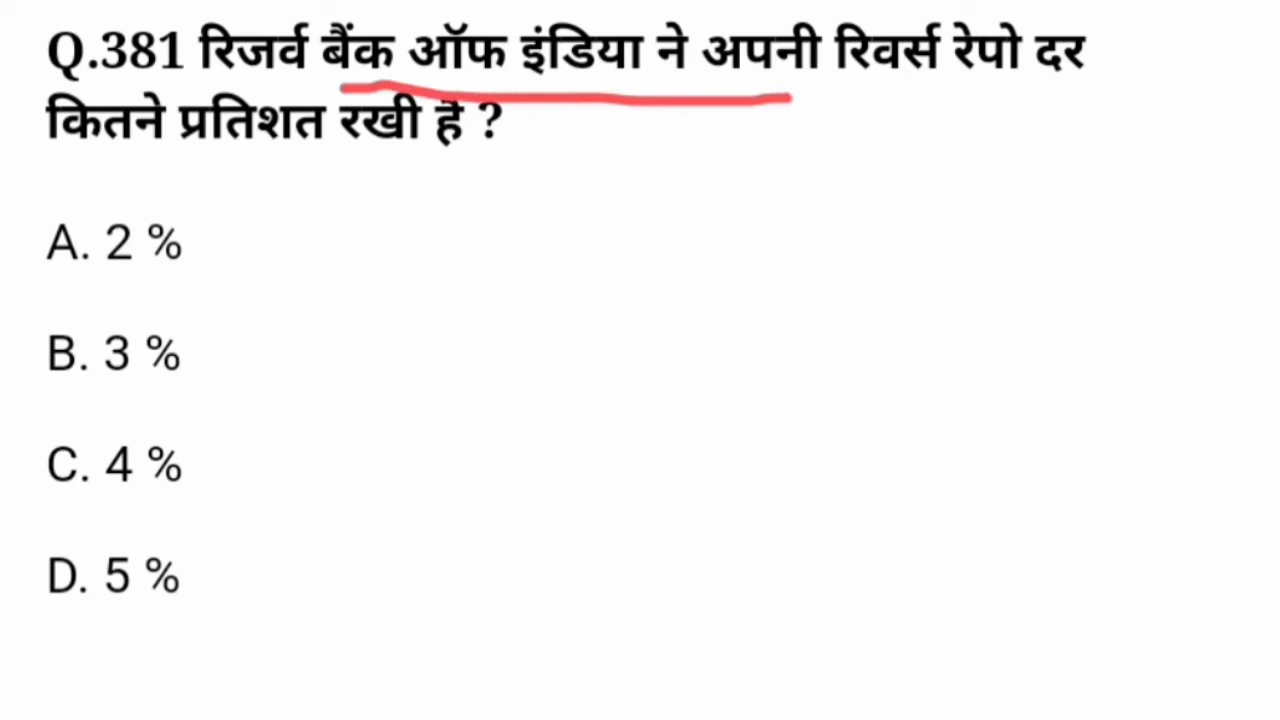 Q.381 रिजर्व बैंक ऑफ इंडिया ने अपनी रिवर्स रेपो दर
कितने प्रतिशत रखी है ?
A. 2 %
B. 3 %
C. 4 %
D. 5 %